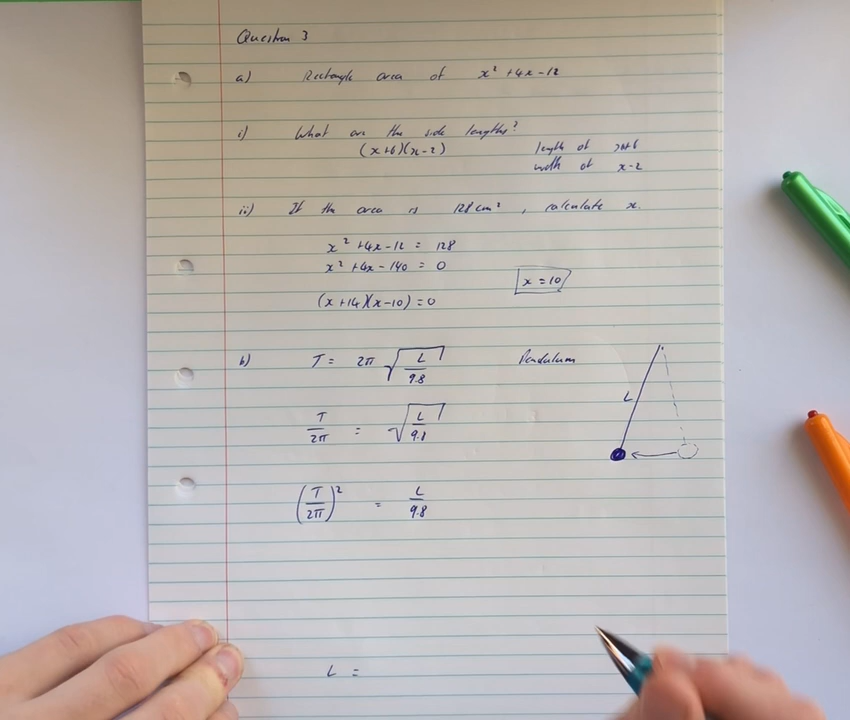 Question 3
a) Rectangle area of x² + 4x - 12
i) What are the side lengths?
(x+6)(x-2) length of x+6
width of x-2
ii) If the area is 128cm², calculate x.
x² + 4x - 12 = 128
x² + 4x - 140 = 0
x = 10
(x+14)(x-10) = 0
b) T = 2π √(L/9.8) Pendulum
L
T/2π = √(L/9.8)
(T/2π)² = L/9.8
L =